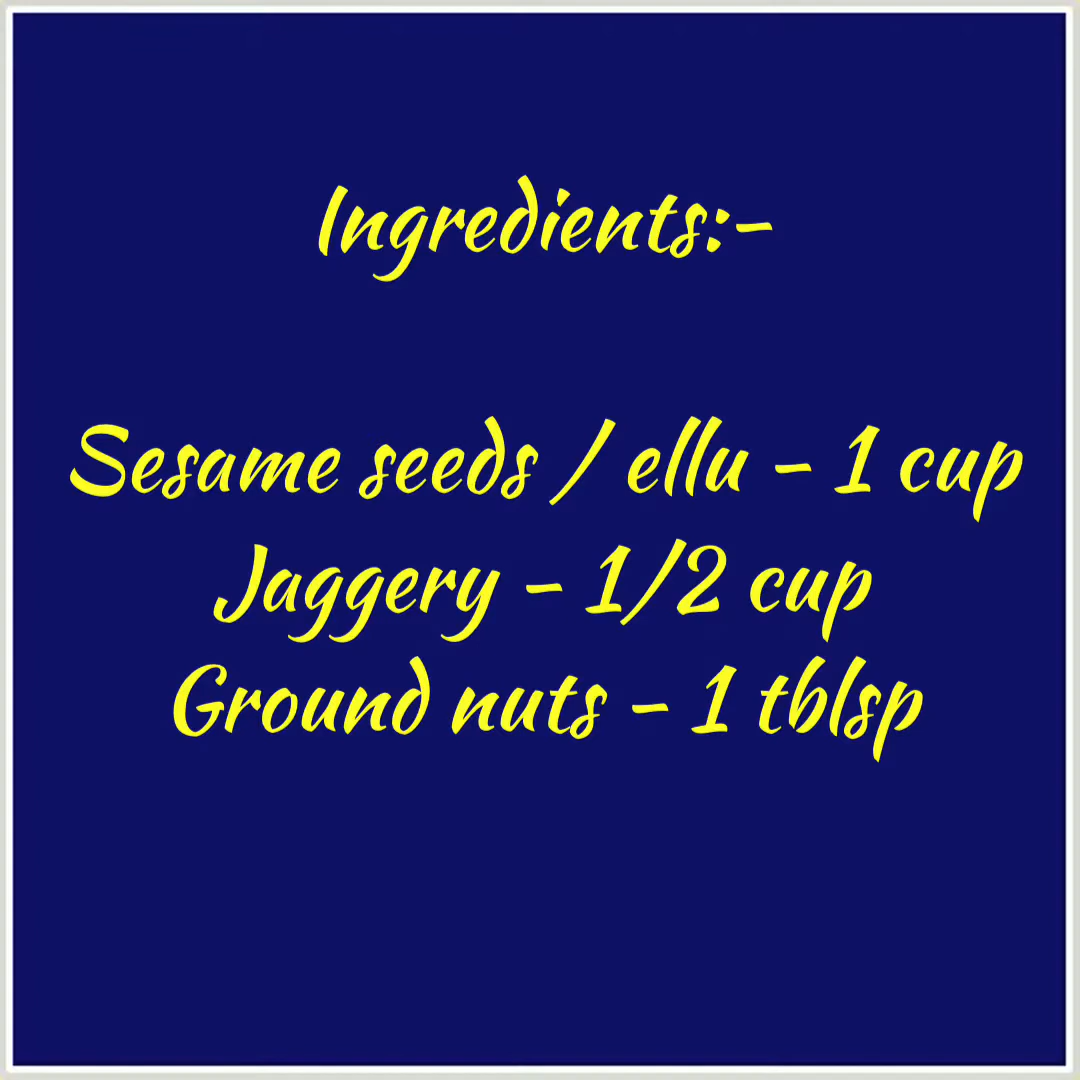 Ingredients:-
Sesame seeds / ellu - 1 cup
Jaggery - 1/2 cup
Ground nuts - 1 tblsp